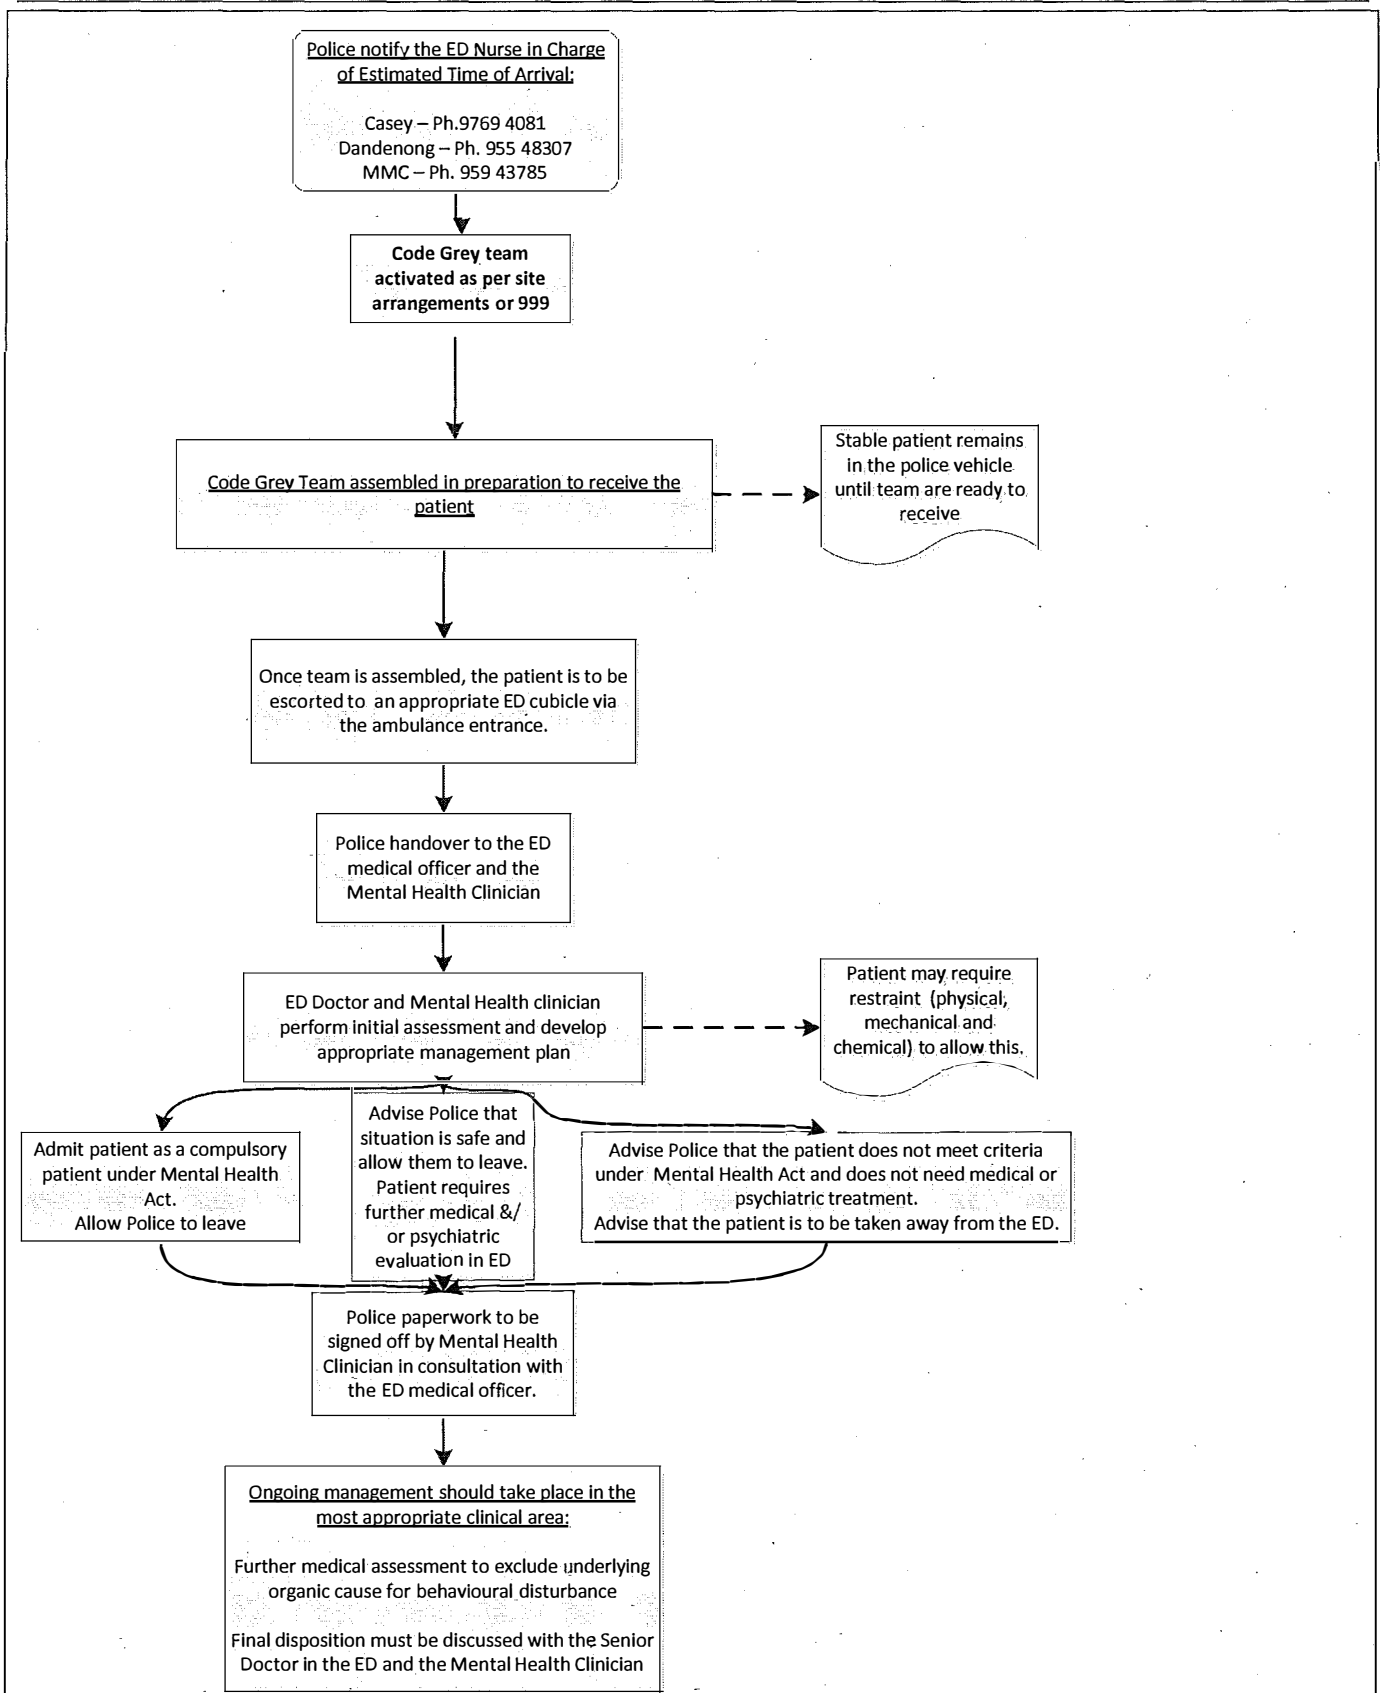 Police notify the ED Nurse in Charge
of Estimated Time of Arrival:
Casey – Ph.9769 4081
Dandenong – Ph. 955 48307
MMC – Ph. 959 43785
Code Grey team
activated as per site
arrangements or 999
Code Grey Team assembled in preparation to receive the
patient
Stable patient remains
in the police vehicle
until team are ready to
receive
Once team is assembled, the patient is to be
escorted to an appropriate ED cubicle via
the ambulance entrance.
Police handover to the ED
medical officer and the
Mental Health Clinician
ED Doctor and Mental Health clinician
perform initial assessment and develop
appropriate management plan
Patient may require
restraint (physical,
mechanical and
chemical) to allow this.
Admit patient as a compulsory
patient under Mental Health
Act.
Allow Police to leave
Advise Police that
situation is safe and
allow them to leave.
Patient requires
further medical &/
or psychiatric
evaluation in ED
Advise Police that the patient does not meet criteria
under Mental Health Act and does not need medical or
psychiatric treatment.
Advise that the patient is to be taken away from the ED.
Police paperwork to be
signed off by Mental Health
Clinician in consultation with
the ED medical officer.
Ongoing management should take place in the
most appropriate clinical area:
Further medical assessment to exclude underlying
organic cause for behavioural disturbance
Final disposition must be discussed with the Senior
Doctor in the ED and the Mental Health Clinician